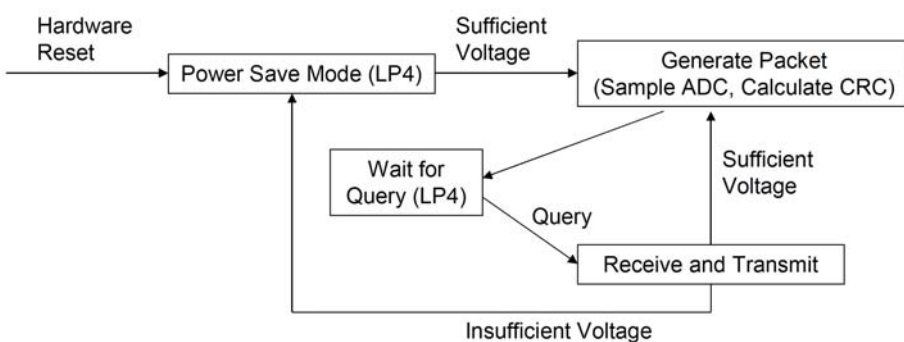 Hardware
Reset
Power Save Mode (LP4)
Sufficient
Voltage
Generate Packet
(Sample ADC, Calculate CRC)
Wait for
Query (LP4)
Query
Sufficient
Voltage
Receive and Transmit
Insufficient Voltage